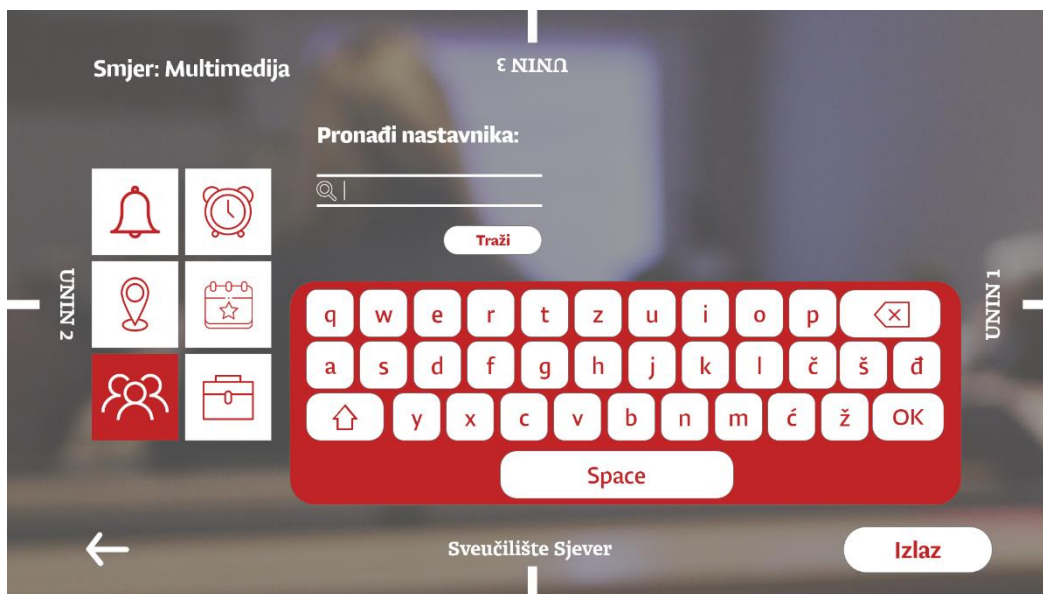 UNIN 3
Smjer: Multimedija
Pronađi nastavnika:
Traži
UNIN 2
UNIN 1
q w e r t z u i o p
a s d f g h j k l č š đ
y x c v b n m ć ž OK
Space
Sveučilište Sjever
Izlaz